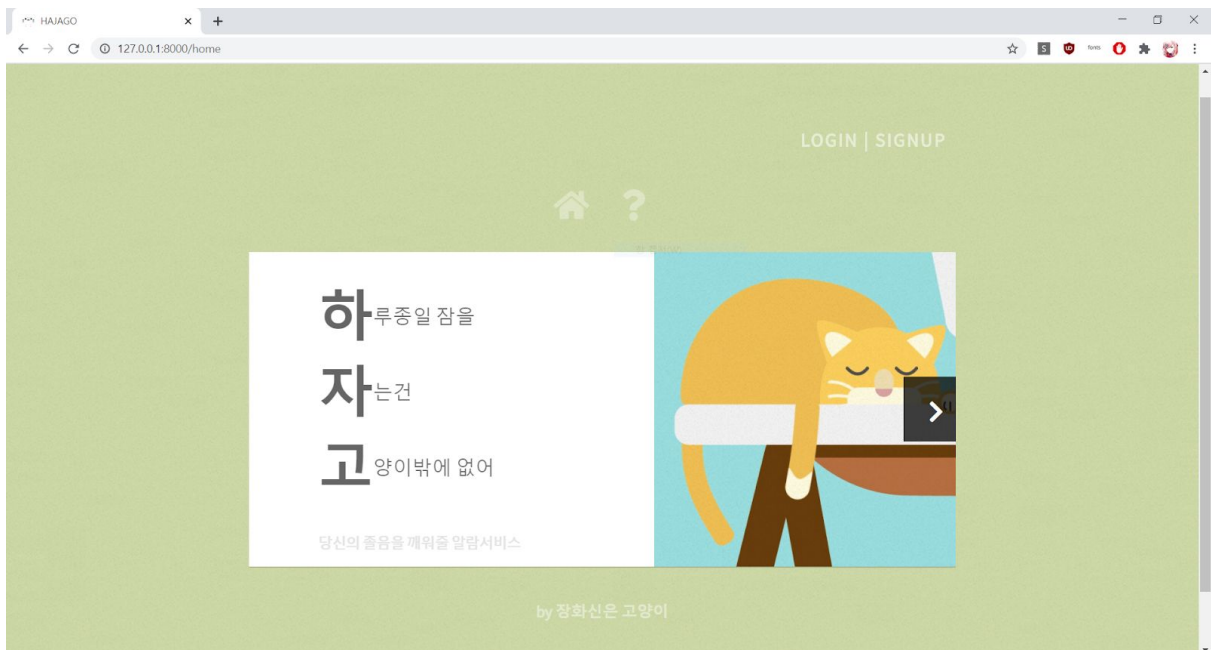 HAJAGO
127.0.0.1:8000/home
LOGIN | SIGNUP
?
하루종일 잠을
자는건
고양이밖에 없어
당신의 졸음을 깨워줄 알람서비스
by 장화신은 고양이